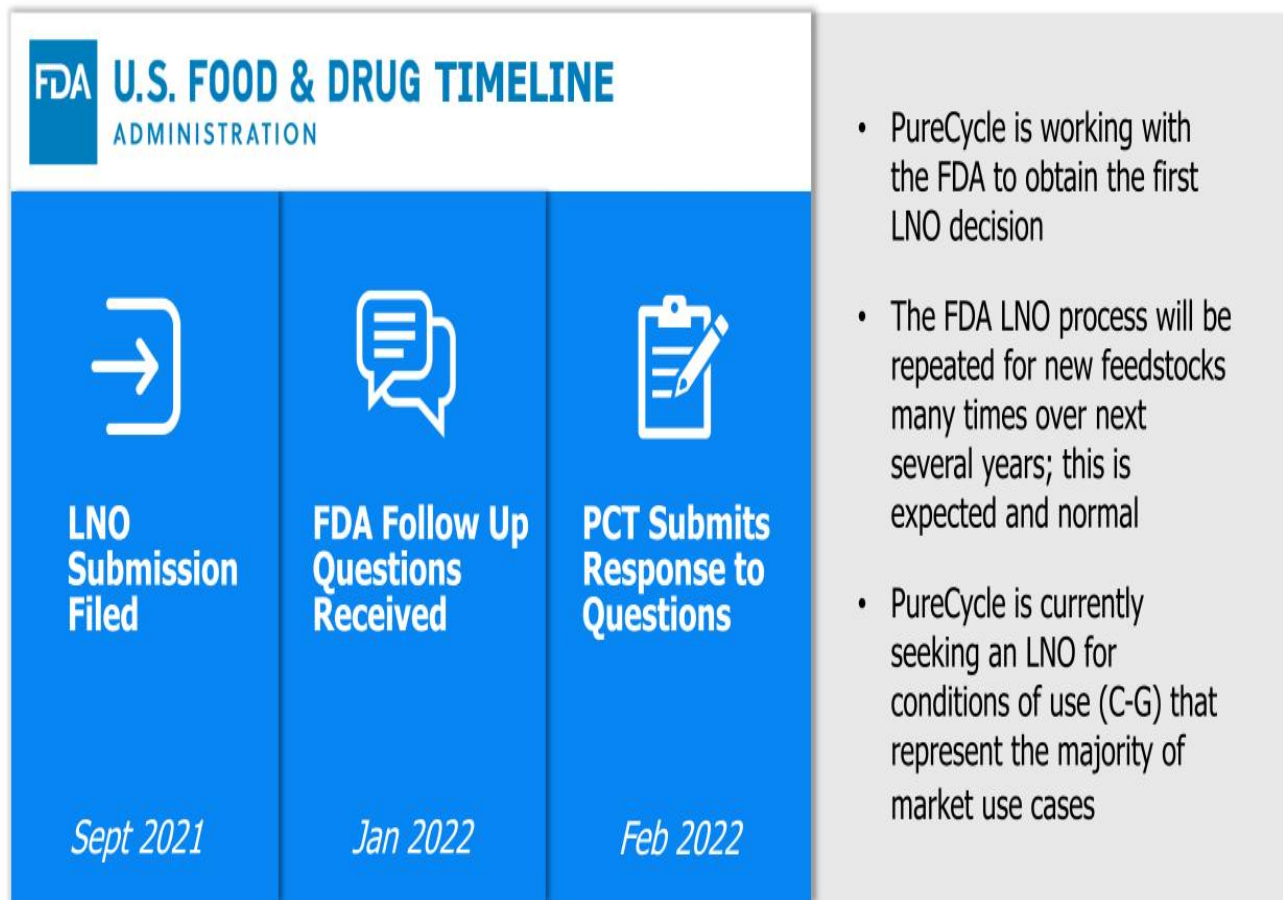 FDA U.S. FOOD & DRUG TIMELINE
ADMINISTRATION
LNO
Submission
Filed
Sept 2021
FDA Follow Up
Questions
Received
Jan 2022
PCT Submits
Response to
Questions
Feb 2022
• PureCycle is working with
the FDA to obtain the first
LNO decision
• The FDA LNO process will be
repeated for new feedstocks
many times over next
several years; this is
expected and normal
• PureCycle is currently
seeking an LNO for
conditions of use (C-G) that
represent the majority of
market use cases